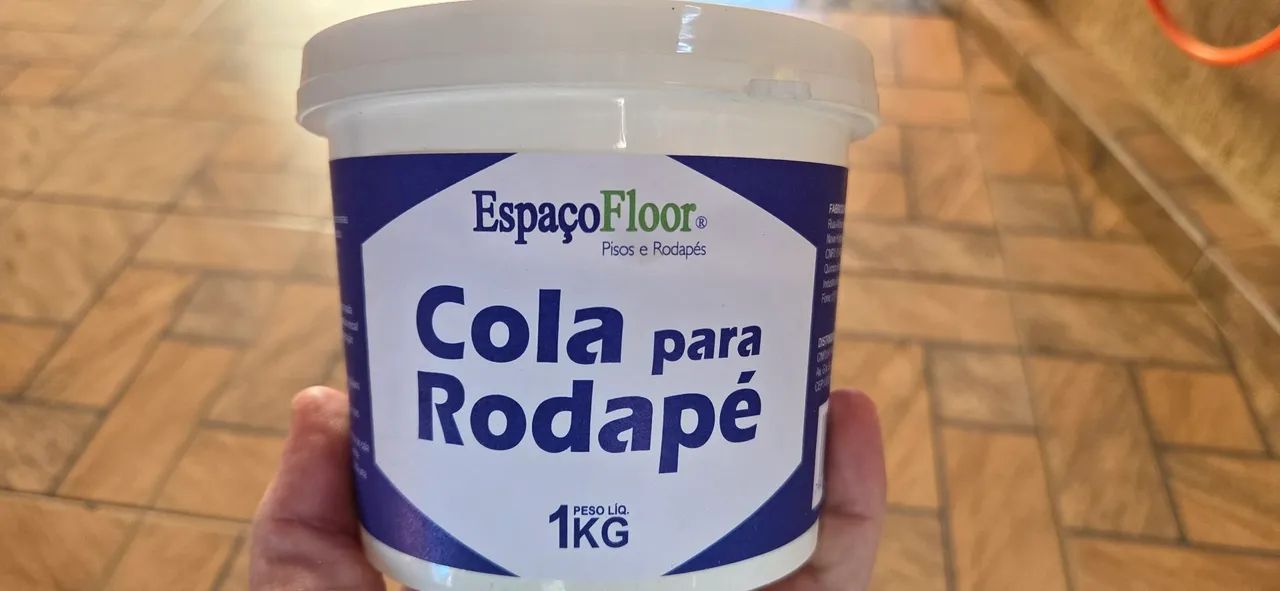 EspaçoFloor®
Pisos e Rodapés
Cola para
Rodapé
PESO LÍQ.
1KG